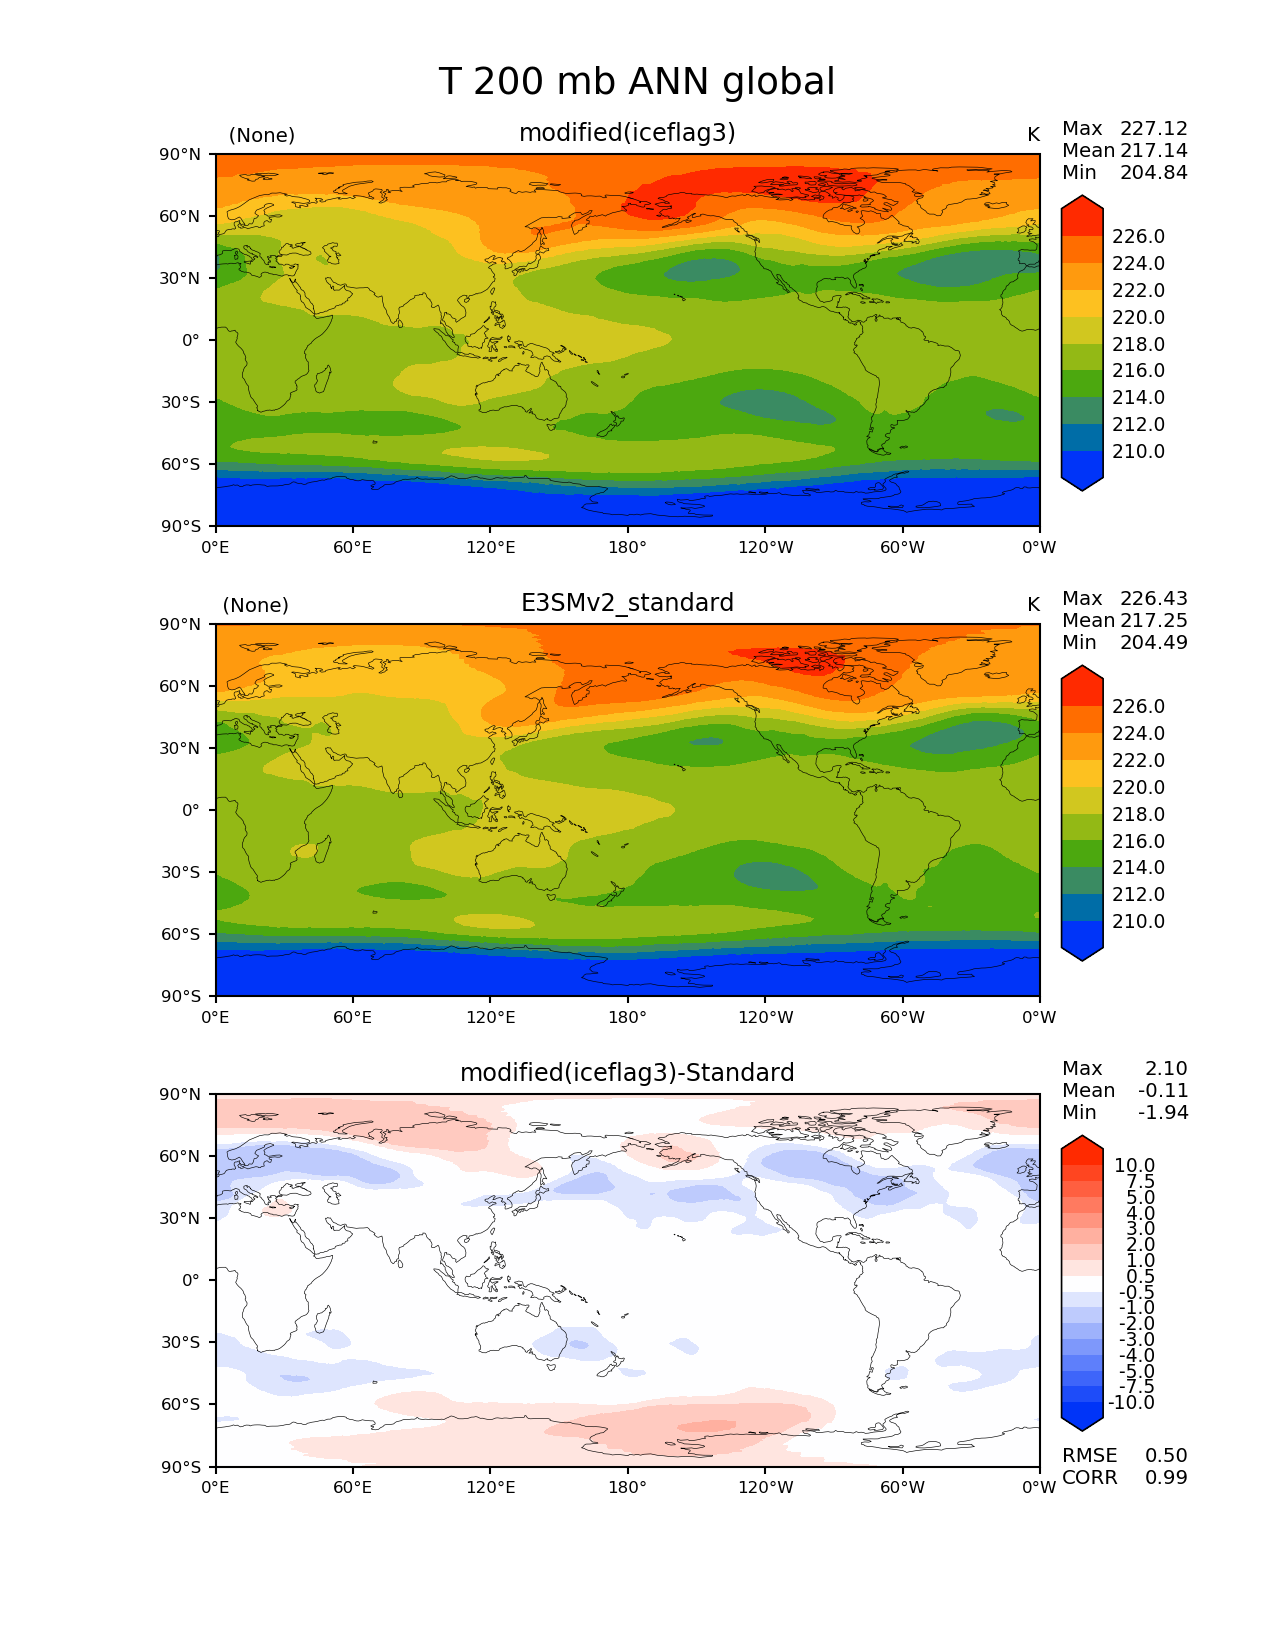 T 200 mb ANN global
(None) modified(iceflag3) K
Max 227.12
Mean 217.14
Min 204.84
90°N
60°N
30°N
0°
30°S
60°S
90°S
0°E 60°E 120°E 180° 120°W 60°W 0°W
226.0
224.0
222.0
220.0
218.0
216.0
214.0
212.0
210.0
(None) E3SMv2_standard K
Max 226.43
Mean 217.25
Min 204.49
90°N
60°N
30°N
0°
30°S
60°S
90°S
0°E 60°E 120°E 180° 120°W 60°W 0°W
226.0
224.0
222.0
220.0
218.0
216.0
214.0
212.0
210.0
modified(iceflag3)-Standard
Max 2.10
Mean -0.11
Min -1.94
90°N
60°N
30°N
0°
30°S
60°S
90°S
0°E 60°E 120°E 180° 120°W 60°W 0°W
10.0
7.5
5.0
4.0
3.0
2.0
1.0
0.5
-0.5
-1.0
-2.0
-3.0
-4.0
-5.0
-7.5
-10.0
RMSE 0.50
CORR 0.99